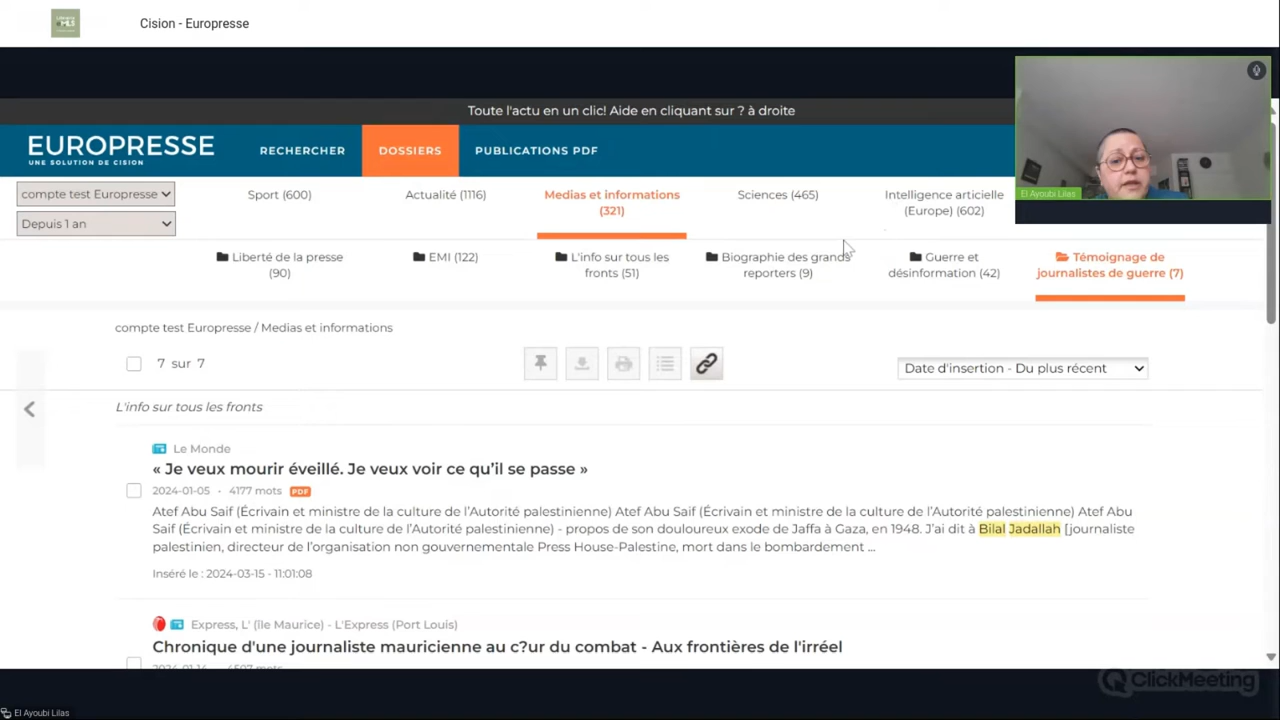 Cision - Europresse
Toute l'actu en un clic! Aide en cliquant sur ? à droite
EUROPRESSE
UNE SOLUTION DE CISION
RECHERCHER
DOSSIERS
PUBLICATIONS PDF
El Ayoubi Lilas
compte test Europresse
Depuis 1 an
Sport (600)
Actualité (1116)
Medias et informations
(321)
Sciences (465)
Intelligence articielle
(Europe) (602)
Liberté de la presse
(90)
EMI (122)
L'info sur tous les
fronts (51)
Biographie des grands
reporters (9)
Guerre et
désinformation (42)
Témoignage de
journalistes de guerre (7)
compte test Europresse / Medias et informations
7 sur 7
Date d'insertion - Du plus récent
L'info sur tous les fronts
Le Monde
« Je veux mourir éveillé. Je veux voir ce qu'il se passe »
2024-01-05 · 4177 mots PDF
Atef Abu Saif (Écrivain et ministre de la culture de l'Autorité palestinienne) Atef Abu Saif (Écrivain et ministre de la culture de l'Autorité palestinienne) Atef Abu
Saif (Écrivain et ministre de la culture de l'Autorité palestinienne) - propos de son douloureux exode de Jaffa à Gaza, en 1948. J'ai dit à Bilal Jadallah [journaliste
palestinien, directeur de l'organisation non gouvernementale Press House-Palestine, mort dans le bombardement ...
Inséré le : 2024-03-15 - 11:01:08
Express, L' (île Maurice) - L'Express (Port Louis)
Chronique d'une journaliste mauricienne au c?ur du combat - Aux frontières de l'irréel
2024-01-14 · 4507 mots
ClickMeeting
El Ayoubi Lilas